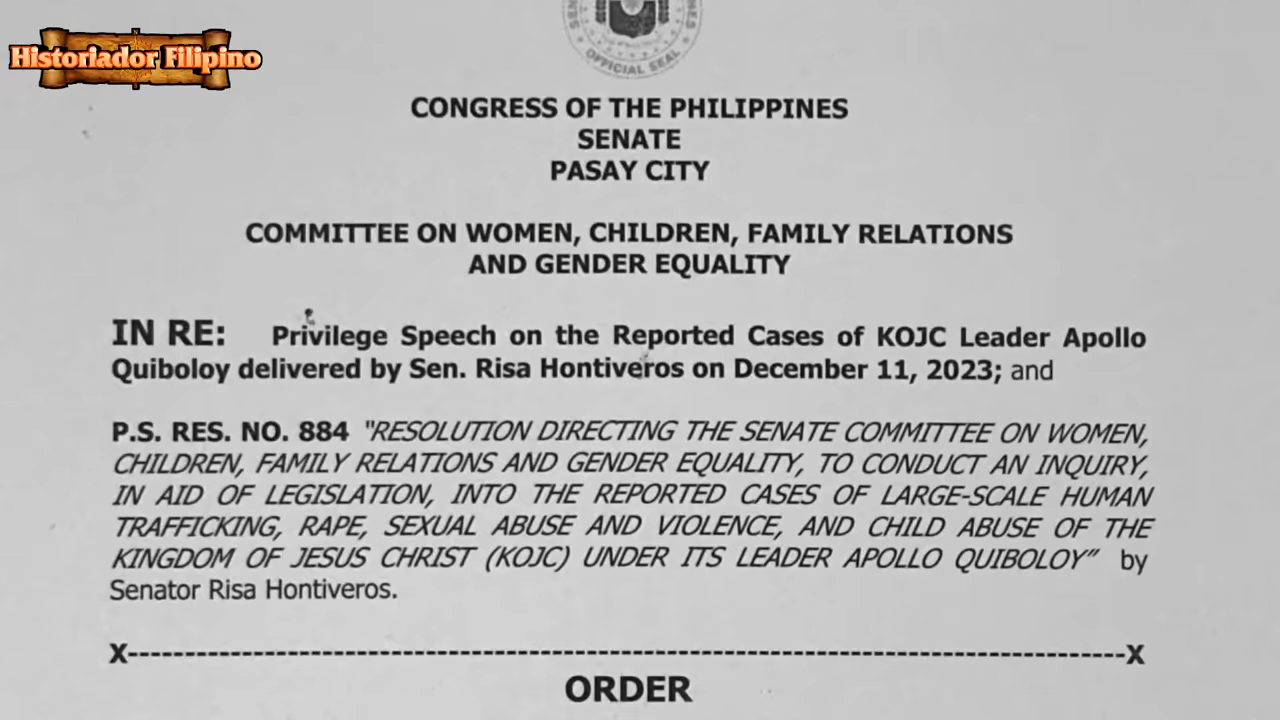 Historiador Filipino
OFFICIAL SEAL
CONGRESS OF THE PHILIPPINES
SENATE
PASAY CITY
COMMITTEE ON WOMEN, CHILDREN, FAMILY RELATIONS
AND GENDER EQUALITY
IN RE: Privilege Speech on the Reported Cases of KOJC Leader Apollo
Quiboloy delivered by Sen. Risa Hontiveros on December 11, 2023; and
P.S. RES. NO. 884 "RESOLUTION DIRECTING THE SENATE COMMITTEE ON WOMEN,
CHILDREN, FAMILY RELATIONS AND GENDER EQUALITY, TO CONDUCT AN INQUIRY,
IN AID OF LEGISLATION, INTO THE REPORTED CASES OF LARGE-SCALE HUMAN
TRAFFICKING, RAPE, SEXUAL ABUSE AND VIOLENCE, AND CHILD ABUSE OF THE
KINGDOM OF JESUS CHRIST (KOJC) UNDER ITS LEADER APOLLO QUIBOLOY" by
Senator Risa Hontiveros.
X----------------------------------------------------------------------------------------X
ORDER